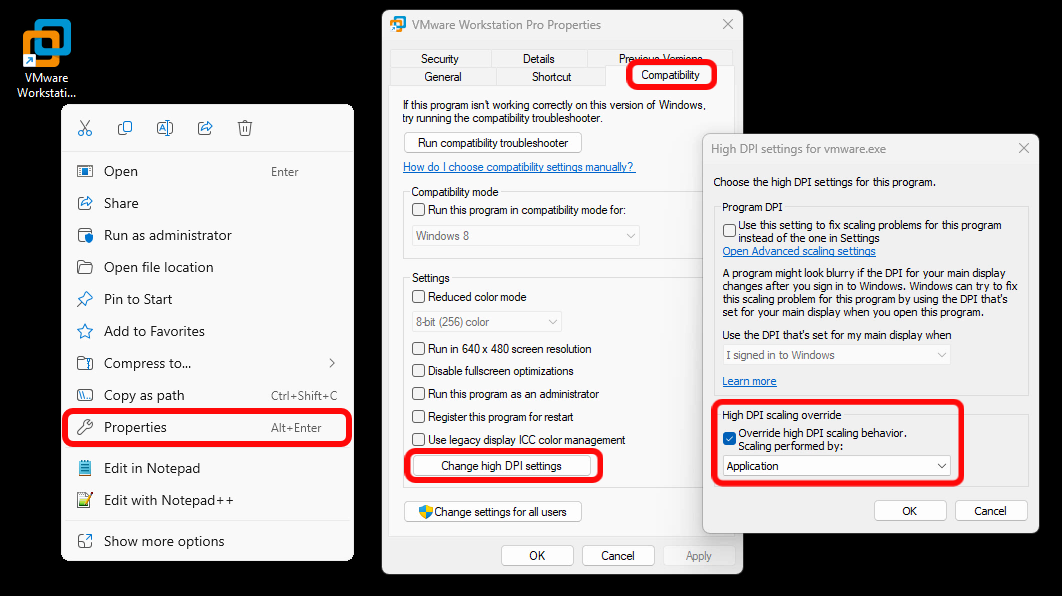 VMware
Workstati...
Open Enter
Share
Run as administrator
Open file location
Pin to Start
Add to Favorites
Compress to...
Copy as path Ctrl+Shift+C
Properties Alt+Enter
Edit in Notepad
Edit with Notepad++
Show more options
VMware Workstation Pro Properties
Security Details Previous Versions
General Shortcut Compatibility
If this program isn't working correctly on this version of Windows,
try running the compatibility troubleshooter.
Run compatibility troubleshooter
How do I choose compatibility settings manually?
Compatibility mode
Run this program in compatibility mode for:
Windows 8
Settings
Reduced color mode
8-bit (256) color
Run in 640 x 480 screen resolution
Disable fullscreen optimizations
Run this program as an administrator
Register this program for restart
Use legacy display ICC color management
Change high DPI settings
Change settings for all users
OK Cancel Apply
High DPI settings for vmware.exe
Choose the high DPI settings for this program.
Program DPI
Use this setting to fix scaling problems for this program
instead of the one in Settings
Open Advanced scaling settings
A program might look blurry if the DPI for your main display
changes after you sign in to Windows. Windows can try to fix
this scaling problem for this program by using the DPI that's
set for your main display when you open this program.
Use the DPI that's set for my main display when
I signed in to Windows
Learn more
High DPI scaling override
Override high DPI scaling behavior.
Scaling performed by:
Application
OK Cancel